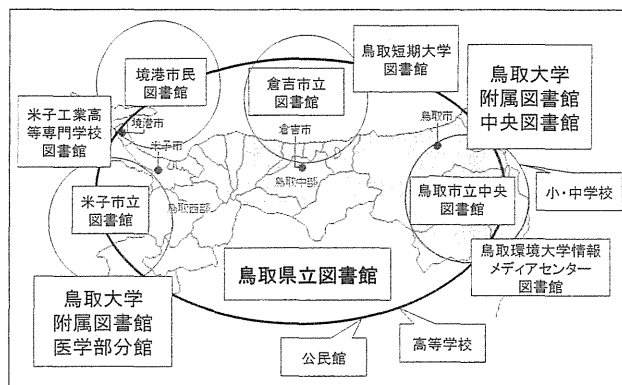 境港市民
図書館
倉吉市立
図書館
鳥取短期大学
図書館
鳥取大学
附属図書館
中央図書館
米子工業高
等専門学校
図書館
境港市
米子市
倉吉市
鳥取市
鳥取中部
鳥取西部
米子市立
図書館
鳥取市立中央
図書館
小・中学校
鳥取環境大学情報
メディアセンター
図書館
鳥取県立図書館
鳥取大学
附属図書館
医学部分館
公民館
高等学校